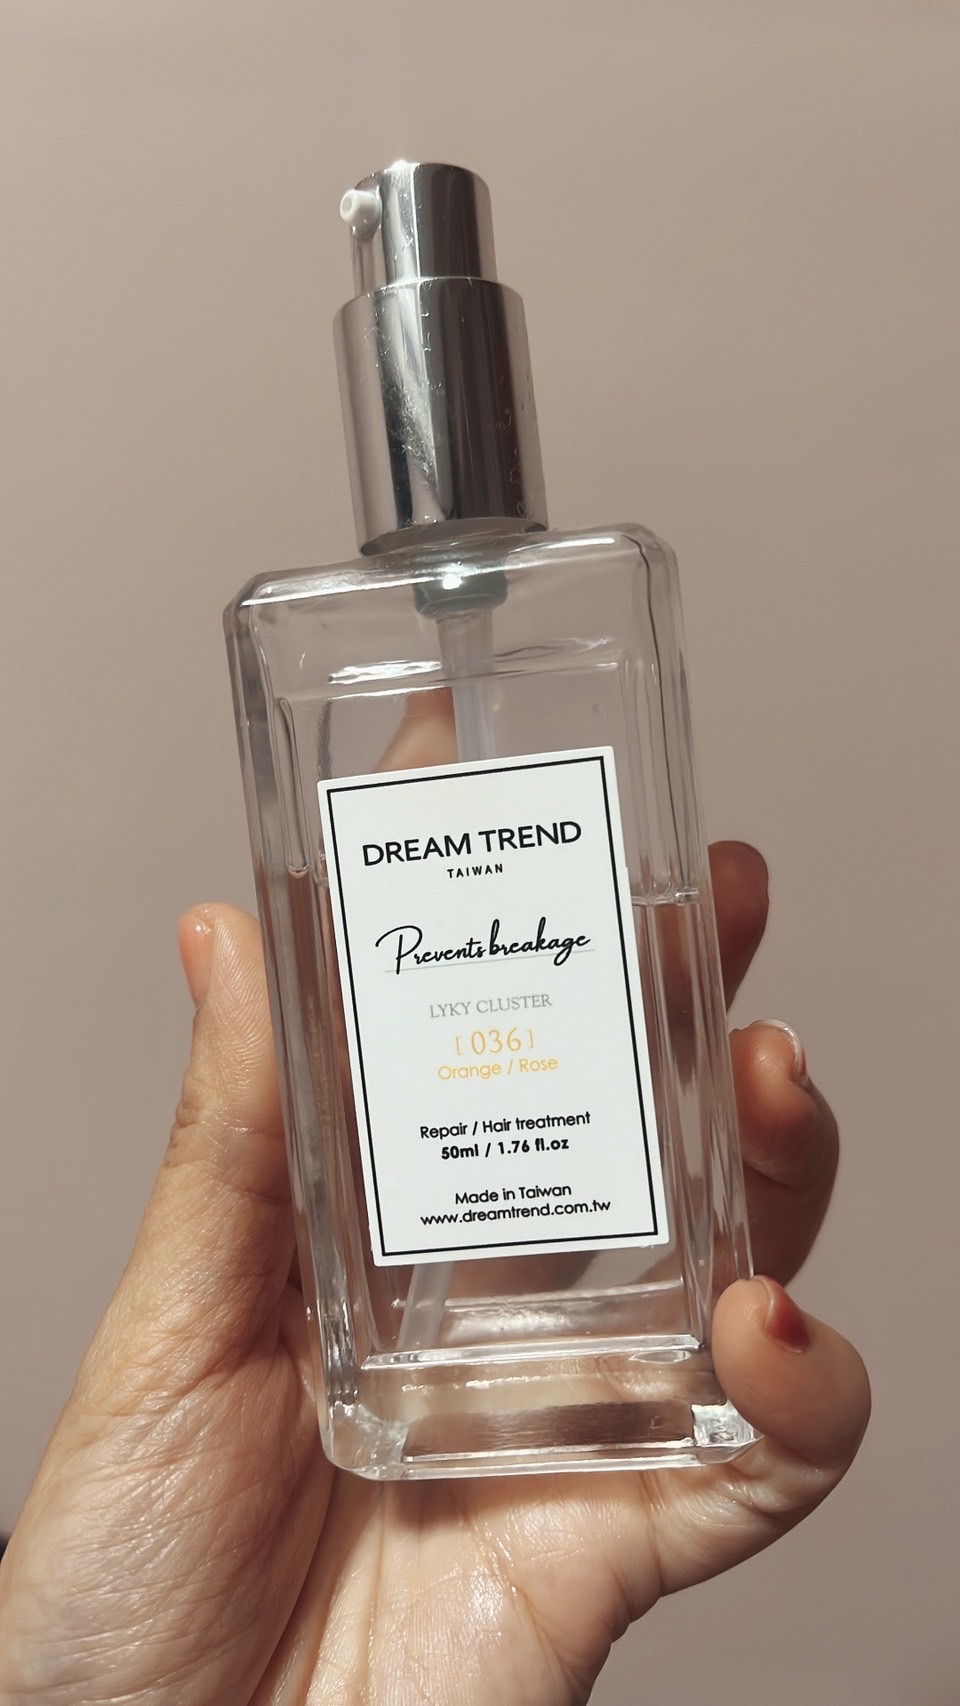 DREAM TREND
TAIWAN
Prevents breakage
LYKY CLUSTER
[036]
Orange / Rose
Repair / Hair treatment
50ml / 1.76 fl.oz
Made in Taiwan
www.dreamtrend.com.tw